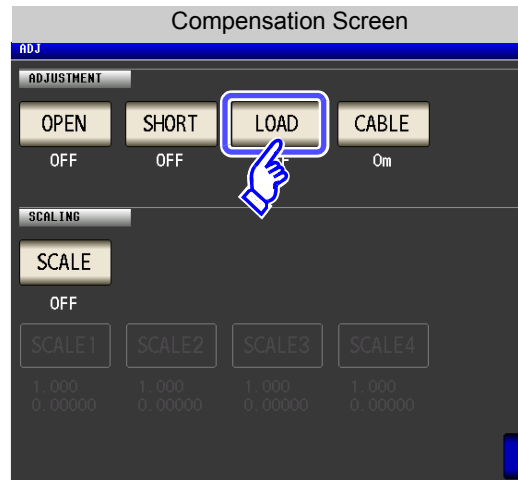 Compensation Screen
ADJ
ADJUSTMENT
OPEN SHORT LOAD CABLE
OFF OFF F 0m
SCALING
SCALE
OFF
SCALE1 SCALE2 SCALE3 SCALE4
1.000 1.000 1.000 1.000
0.00000 0.00000 0.00000 0.00000